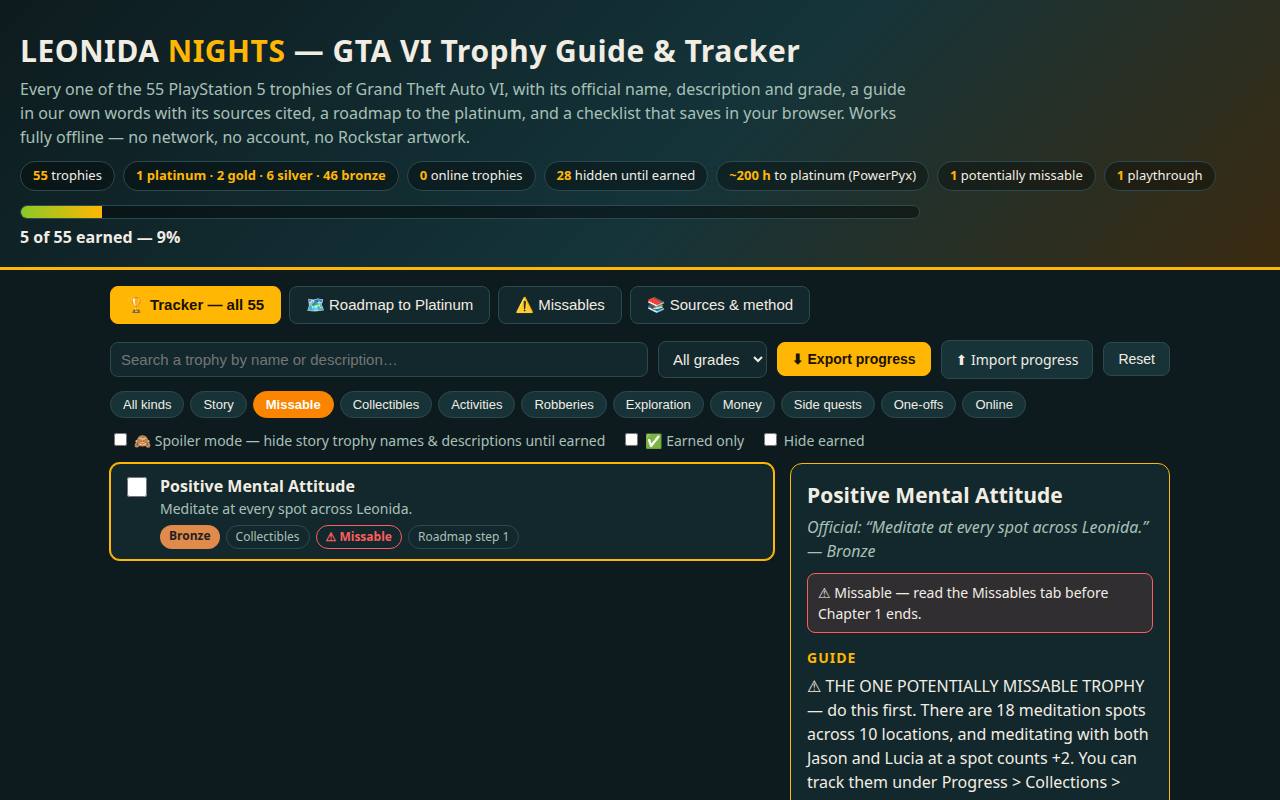 LEONIDA NIGHTS — GTA VI Trophy Guide & Tracker
Every one of the 55 PlayStation 5 trophies of Grand Theft Auto VI, with its official name, description and grade, a guide
in our own words with its sources cited, a roadmap to the platinum, and a checklist that saves in your browser. Works
fully offline — no network, no account, no Rockstar artwork.
55 trophies
1 platinum · 2 gold · 6 silver · 46 bronze
0 online trophies
28 hidden until earned
~200 h to platinum (PowerPyx)
1 potentially missable
1 playthrough
5 of 55 earned — 9%
🏆 Tracker — all 55
🗺️ Roadmap to Platinum
⚠️ Missables
📚 Sources & method
Search a trophy by name or description…
All grades
⬇ Export progress
⬆ Import progress
Reset
All kinds
Story
Missable
Collectibles
Activities
Robberies
Exploration
Money
Side quests
One-offs
Online
🙈 Spoiler mode — hide story trophy names & descriptions until earned
✅ Earned only
Hide earned
Positive Mental Attitude
Meditate at every spot across Leonida.
Bronze
Collectibles
⚠ Missable
Roadmap step 1
Positive Mental Attitude
Official: “Meditate at every spot across Leonida.”
— Bronze
⚠ Missable — read the Missables tab before
Chapter 1 ends.
GUIDE
⚠ THE ONE POTENTIALLY MISSABLE TROPHY
— do this first. There are 18 meditation spots
across 10 locations, and meditating with both
Jason and Lucia at a spot counts +2. You can
track them under Progress > Collections >